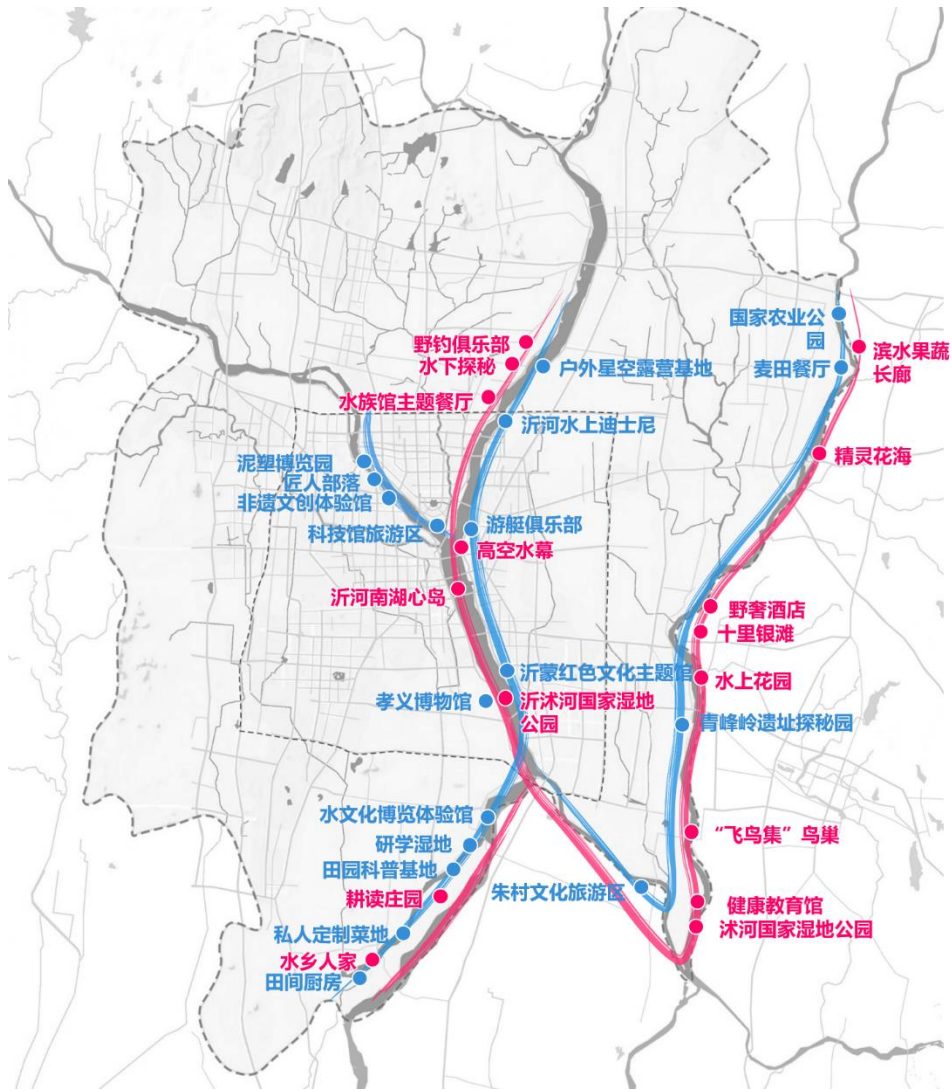 国家农业公
园
野钓俱乐部
水下探秘
滨水果蔬
长廊
户外星空露营基地
麦田餐厅
水族馆主题餐厅
沂河水上迪士尼
精灵花海
泥塑博览园
匠人部落
非遗文创体验馆
科技馆旅游区
游艇俱乐部
高空水幕
沂河南湖心岛
野奢酒店
十里银滩
沂蒙红色文化主题馆
水上花园
孝义博物馆
沂沭河国家湿地
公园
青峰岭遗址探秘园
水文化博览体验馆
“飞鸟集”鸟巢
研学湿地
田园科普基地
朱村文化旅游区
耕读庄园
健康教育馆
沭河国家湿地公园
私人定制菜地
水乡人家
田间厨房